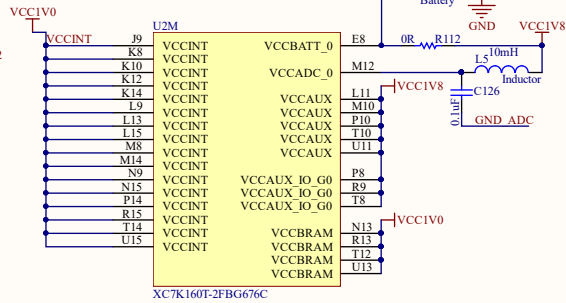 Battery
VCC1V0
U2M
GND
VCC1V8
VCCINT
J9 VCCINT VCCBATT_0 E8 0R R112
K8 VCCINT
K10 VCCINT VCCADC_0 M12 L5 10mH
K12 VCCINT Inductor
K14 VCCINT VCCAUX L11 VCC1V8
L9 VCCINT VCCAUX M10 0.1uF C126
L13 VCCINT VCCAUX P10
L15 VCCINT VCCAUX T10 GND_ADC
M8 VCCINT VCCAUX U11
M14 VCCINT
N9 VCCINT VCCAUX_IO_G0 P8
N15 VCCINT VCCAUX_IO_G0 R9
P14 VCCINT VCCAUX_IO_G0 T8
R15 VCCINT VCC1V0
T14 VCCINT VCCBRAM N13
U15 VCCINT VCCBRAM R13
VCCBRAM T12
VCCBRAM U13
XC7K160T-2FBG676C